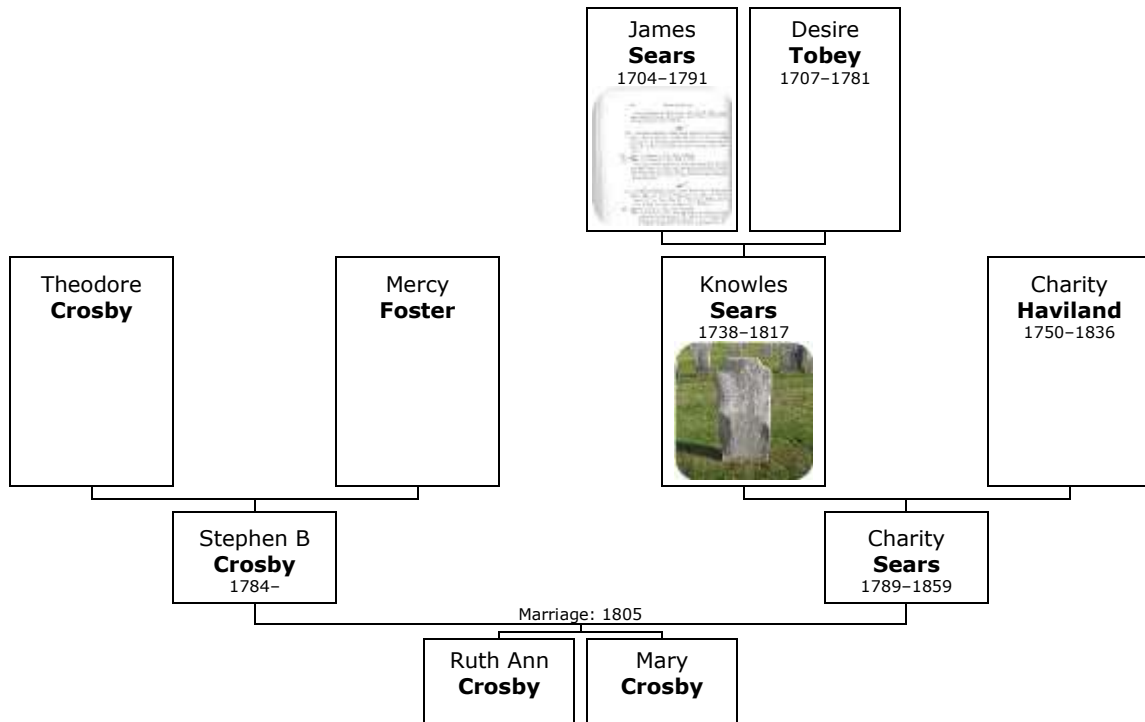 James
Sears
1704–1791
Desire
Tobey
1707–1781
Theodore
Crosby
Mercy
Foster
Knowles
Sears
1738–1817
Charity
Haviland
1750–1836
Stephen B
Crosby
1784–
Charity
Sears
1789–1859
Marriage: 1805
Ruth Ann
Crosby
Mary
Crosby